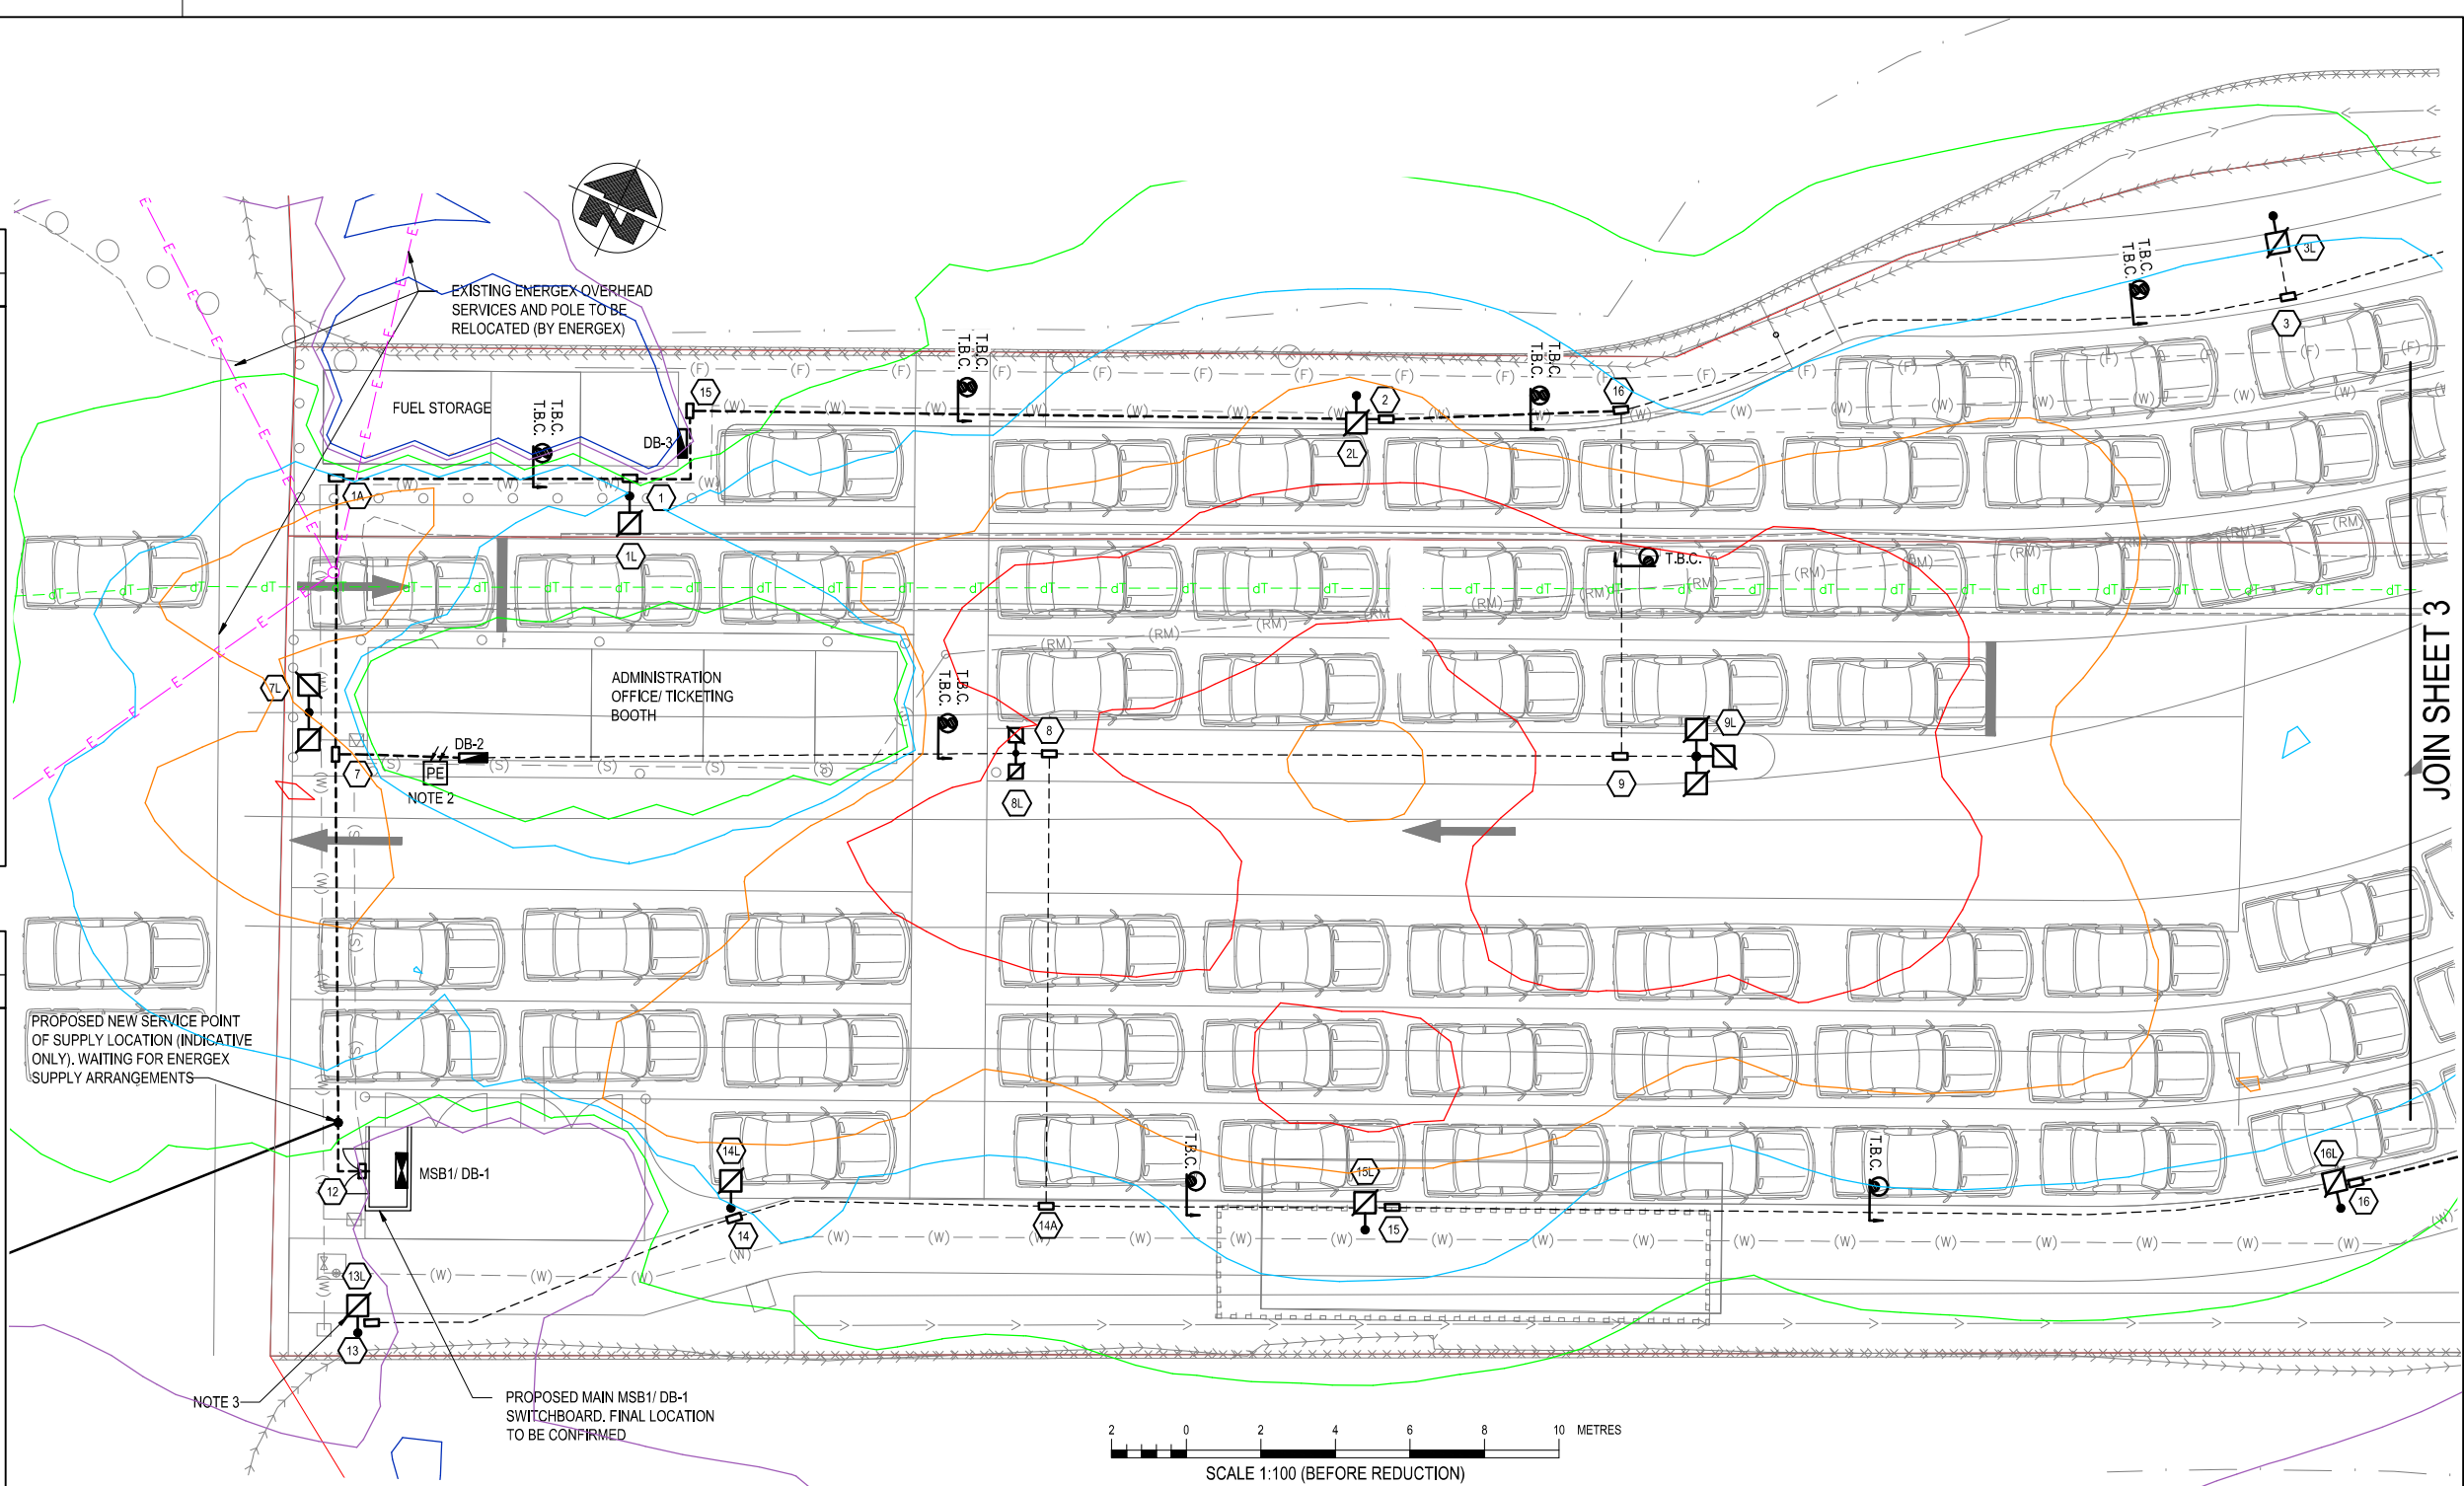 EXISTING ENERGEX OVERHEAD
SERVICES AND POLE TO BE
RELOCATED (BY ENERGEX)
FUEL STORAGE
T.B.C.
T.B.C.
DB-3
15
1A
1
1L
T.B.C.
T.B.C.
2
2L
T.B.C.
T.B.C.
16
T.B.C.
T.B.C.
3L
3
T.B.C.
ADMINISTRATION
OFFICE/ TICKETING
BOOTH
7L
7
DB-2
PE
NOTE 2
T.B.C.
T.B.C.
8
8L
9L
9
JOIN SHEET 3
PROPOSED NEW SERVICE POINT
OF SUPPLY LOCATION (INDICATIVE
ONLY). WAITING FOR ENERGEX
SUPPLY ARRANGEMENTS
MSB1/ DB-1
12
14L
14
14A
T.B.C.
15L
15
T.B.C.
16L
16
13L
13
NOTE 3
PROPOSED MAIN MSB1/ DB-1
SWITCHBOARD. FINAL LOCATION
TO BE CONFIRMED
2 0 2 4 6 8 10 METRES
SCALE 1:100 (BEFORE REDUCTION)